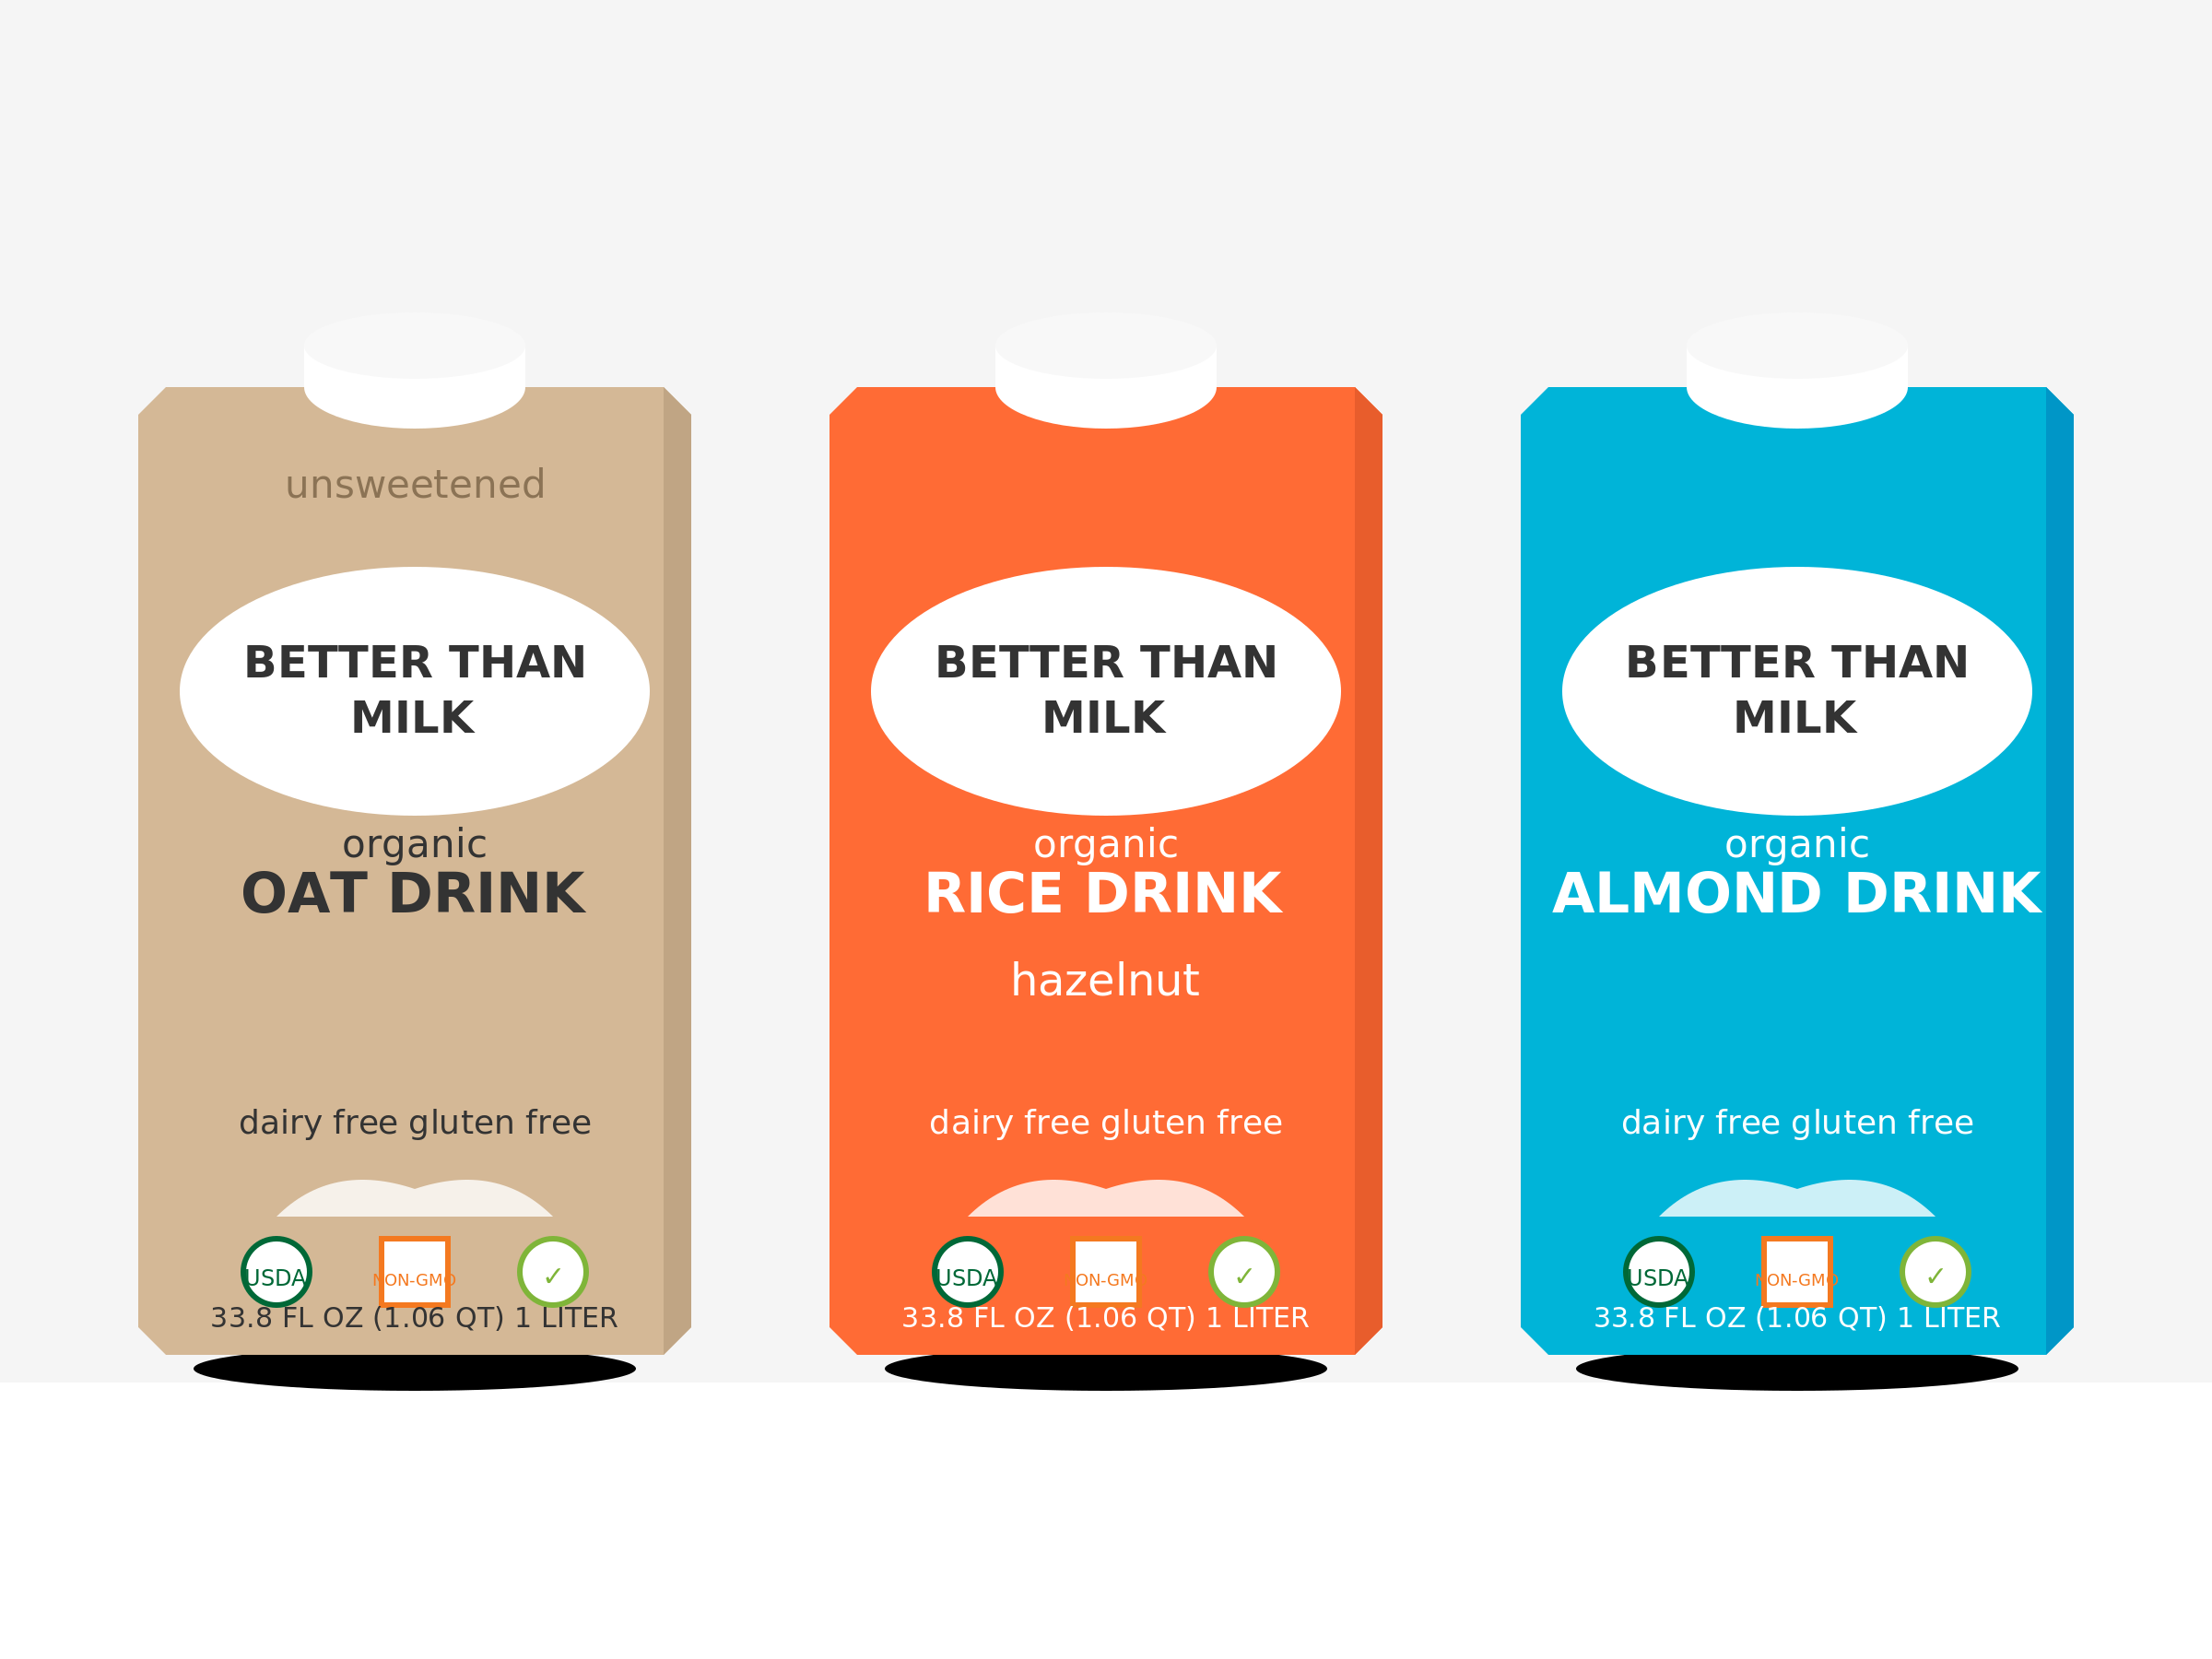 unsweetened
BETTER THAN
MILK
organic
OAT DRINK
dairy free gluten free
USDA
NON-GMO
✓
33.8 FL OZ (1.06 QT) 1 LITER
BETTER THAN
MILK
organic
RICE DRINK
hazelnut
dairy free gluten free
USDA
NON-GMO
✓
33.8 FL OZ (1.06 QT) 1 LITER
BETTER THAN
MILK
organic
ALMOND DRINK
dairy free gluten free
USDA
NON-GMO
✓
33.8 FL OZ (1.06 QT) 1 LITER